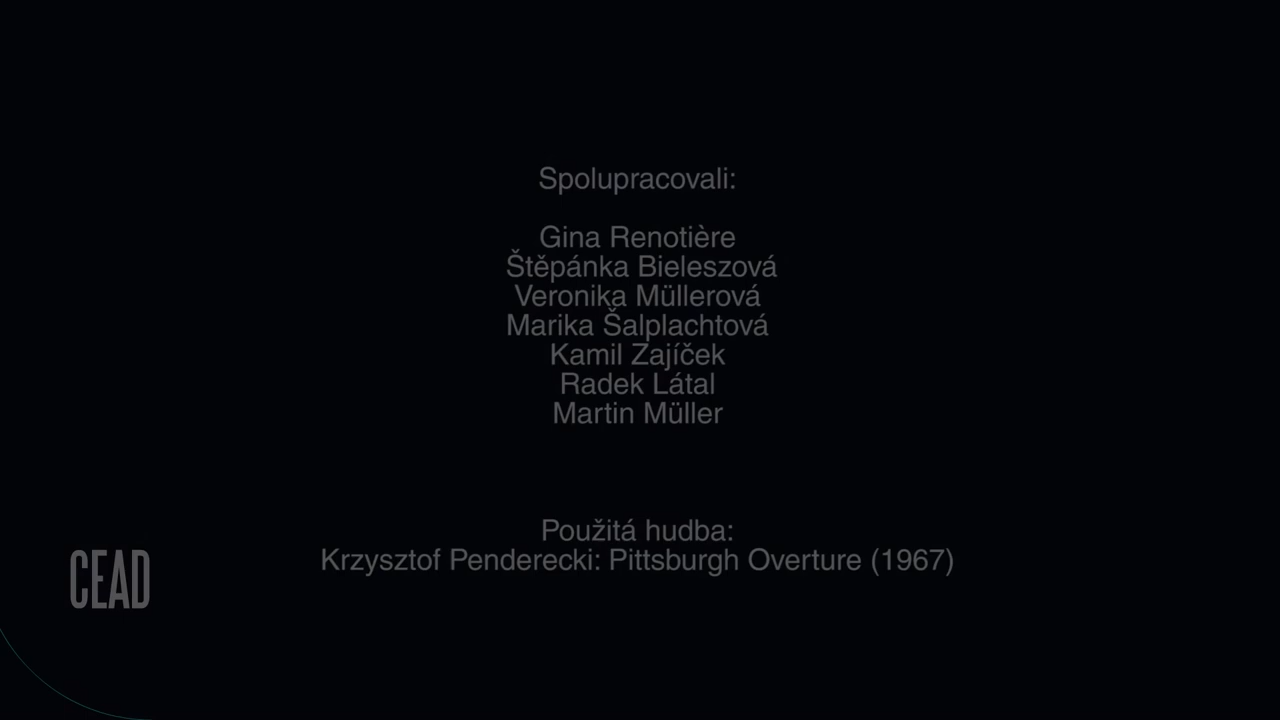 Spolupracovali:
Gina Renotière
Štěpánka Bieleszová
Veronika Müllerová
Marika Šalplachtová
Kamil Zajíček
Radek Látal
Martin Müller
Použitá hudba:
Krzysztof Penderecki: Pittsburgh Overture (1967)
CEAD